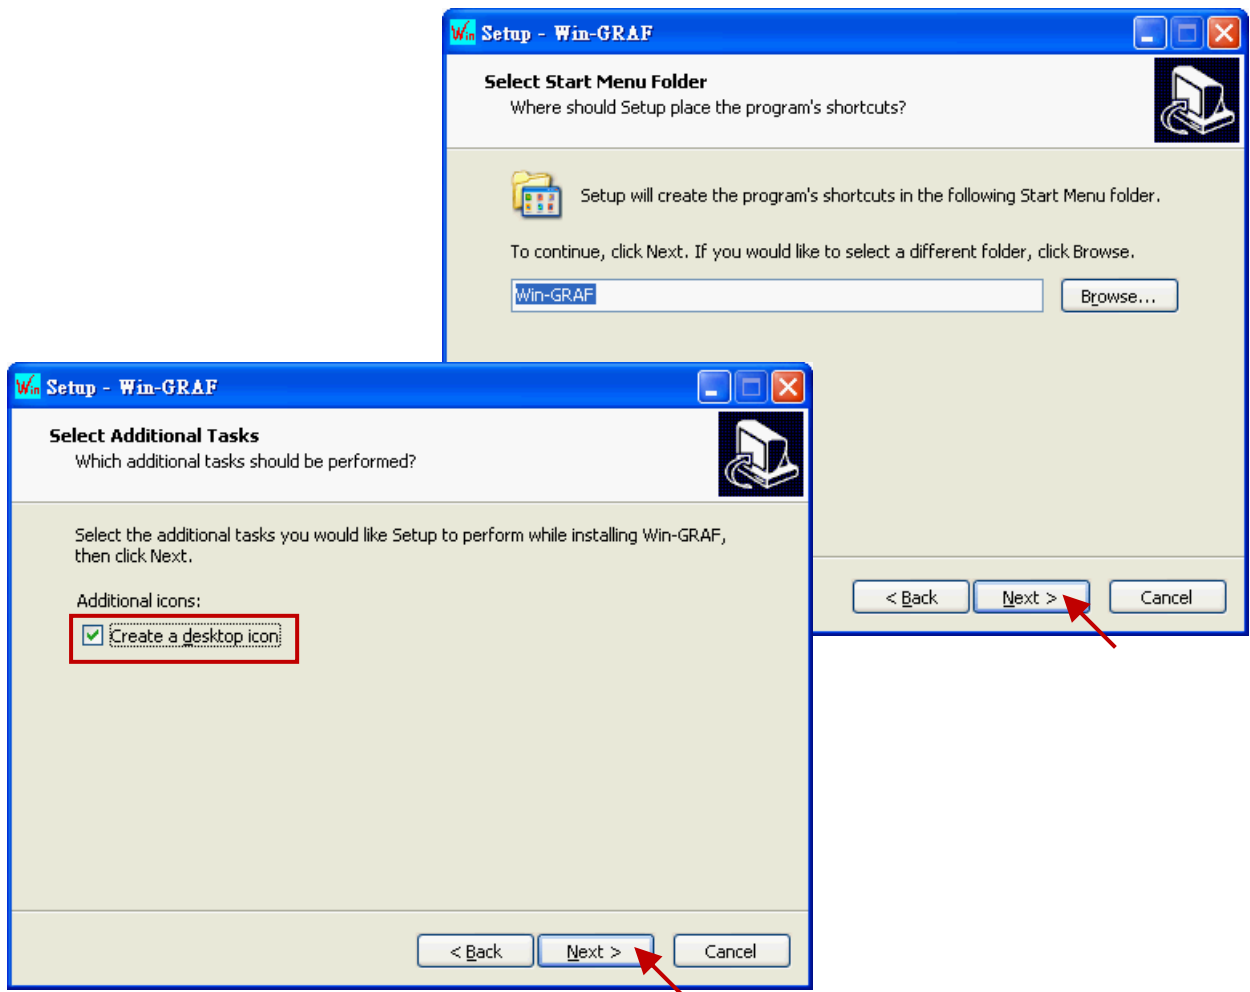 Win Setup - Win-GRAF
Select Start Menu Folder
Where should Setup place the program's shortcuts?
Setup will create the program's shortcuts in the following Start Menu folder.
To continue, click Next. If you would like to select a different folder, click Browse.
Win-GRAF
Browse...
< Back
Next >
Cancel
Win Setup - Win-GRAF
Select Additional Tasks
Which additional tasks should be performed?
Select the additional tasks you would like Setup to perform while installing Win-GRAF,
then click Next.
Additional icons:
Create a desktop icon
< Back
Next >
Cancel